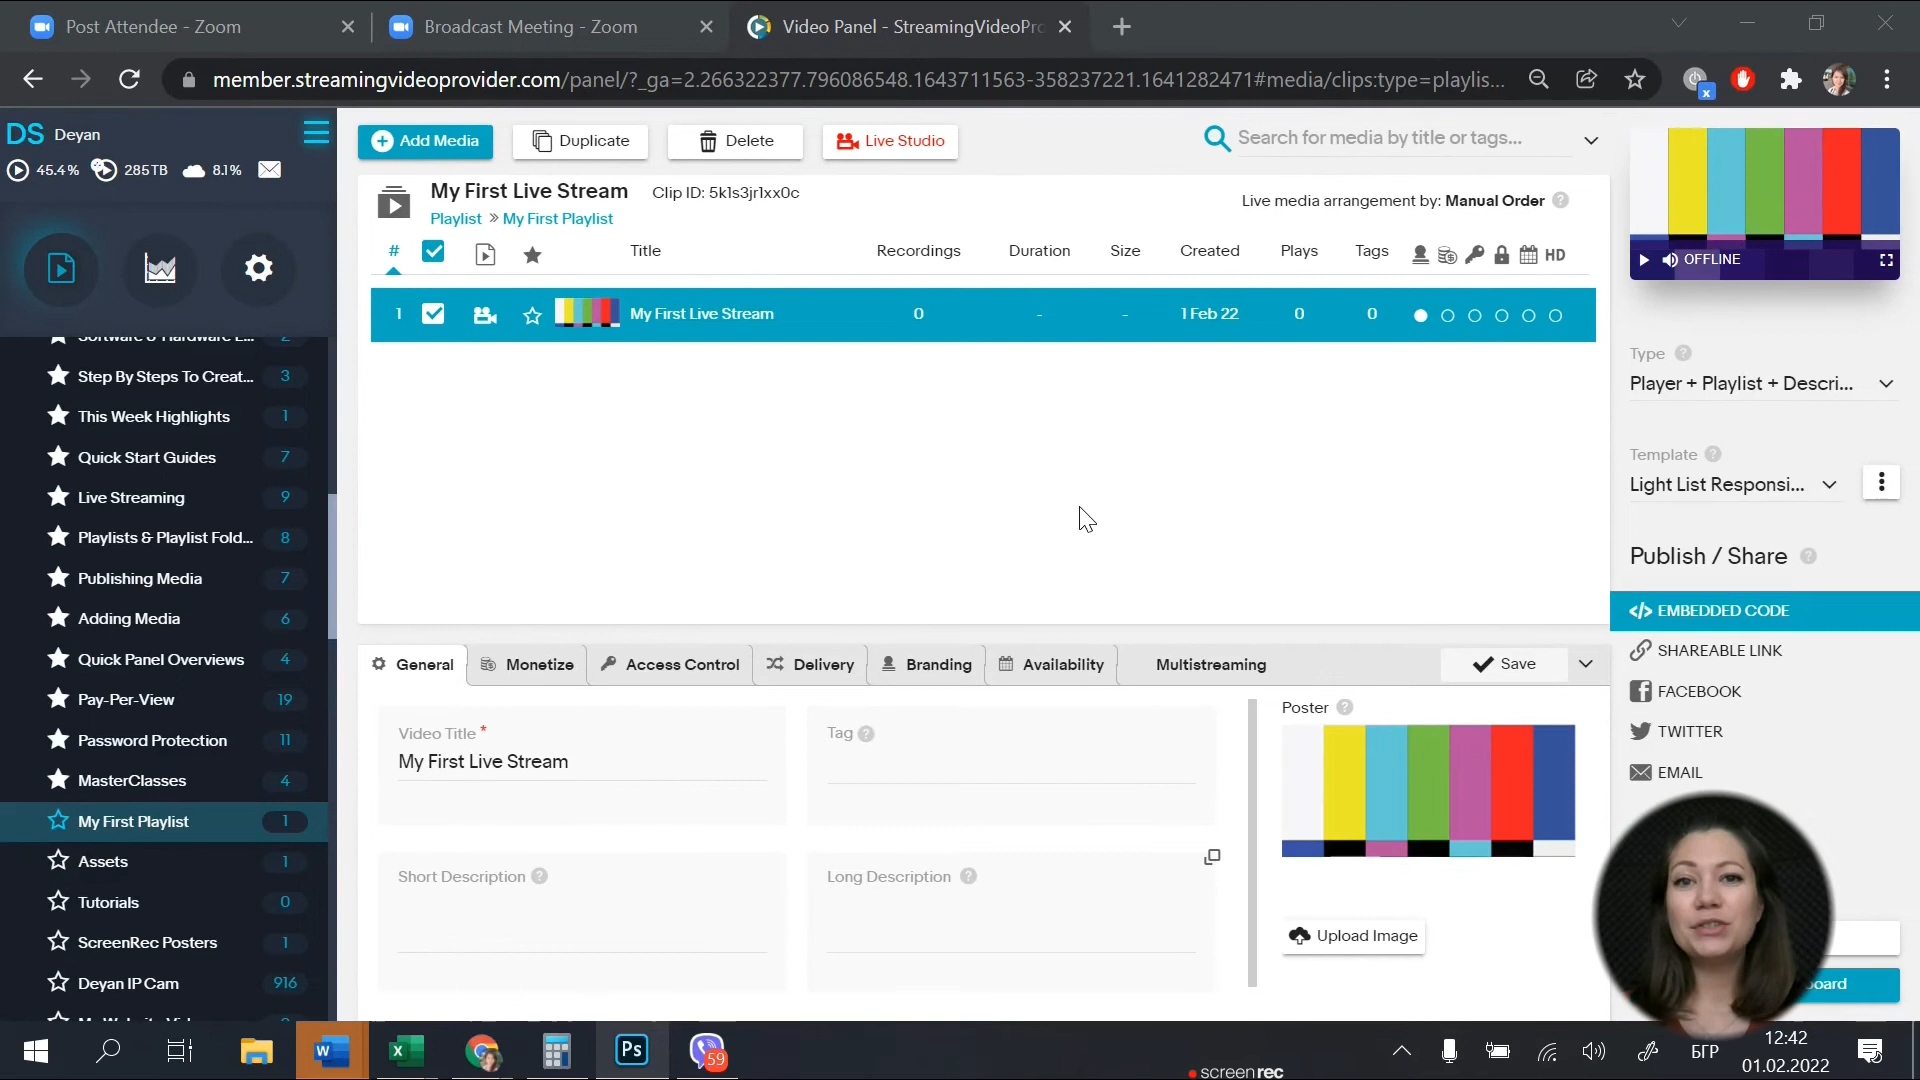 Post Attendee - Zoom
Broadcast Meeting - Zoom
Video Panel - StreamingVideoPro
member.streamingvideoprovider.com/panel/?_ga=2.266322377.796086548.1643711563-358237221.1641282471#media/clips:type=playlis...
DS Deyan
45.4% 285TB 8.1%
Add Media
Duplicate
Delete
Live Studio
Search for media by title or tags...
OFFLINE
My First Live Stream
Clip ID: 5k1s3jr1xx0c
Playlist » My First Playlist
Live media arrangement by: Manual Order ?
# Title Recordings Duration Size Created Plays Tags HD
1 My First Live Stream 0 - - 1 Feb 22 0 0
Step By Steps To Creat... 3
This Week Highlights 1
Quick Start Guides 7
Live Streaming 9
Playlists & Playlist Fold... 8
Publishing Media 7
Adding Media 6
Quick Panel Overviews 4
Pay-Per-View 19
Password Protection 11
MasterClasses 4
My First Playlist 1
Assets 1
Tutorials 0
ScreenRec Posters 1
Deyan IP Cam 916
Type ?
Player + Playlist + Descri...
Template ?
Light List Responsi...
Publish / Share ?
</> EMBEDDED CODE
SHAREABLE LINK
FACEBOOK
TWITTER
EMAIL
General
Monetize
Access Control
Delivery
Branding
Availability
Multistreaming
Save
Video Title *
My First Live Stream
Tag ?
Short Description ?
Long Description ?
Poster ?
Upload Image
W
X
Ps
59
screenrec
БГР
12:42
01.02.2022